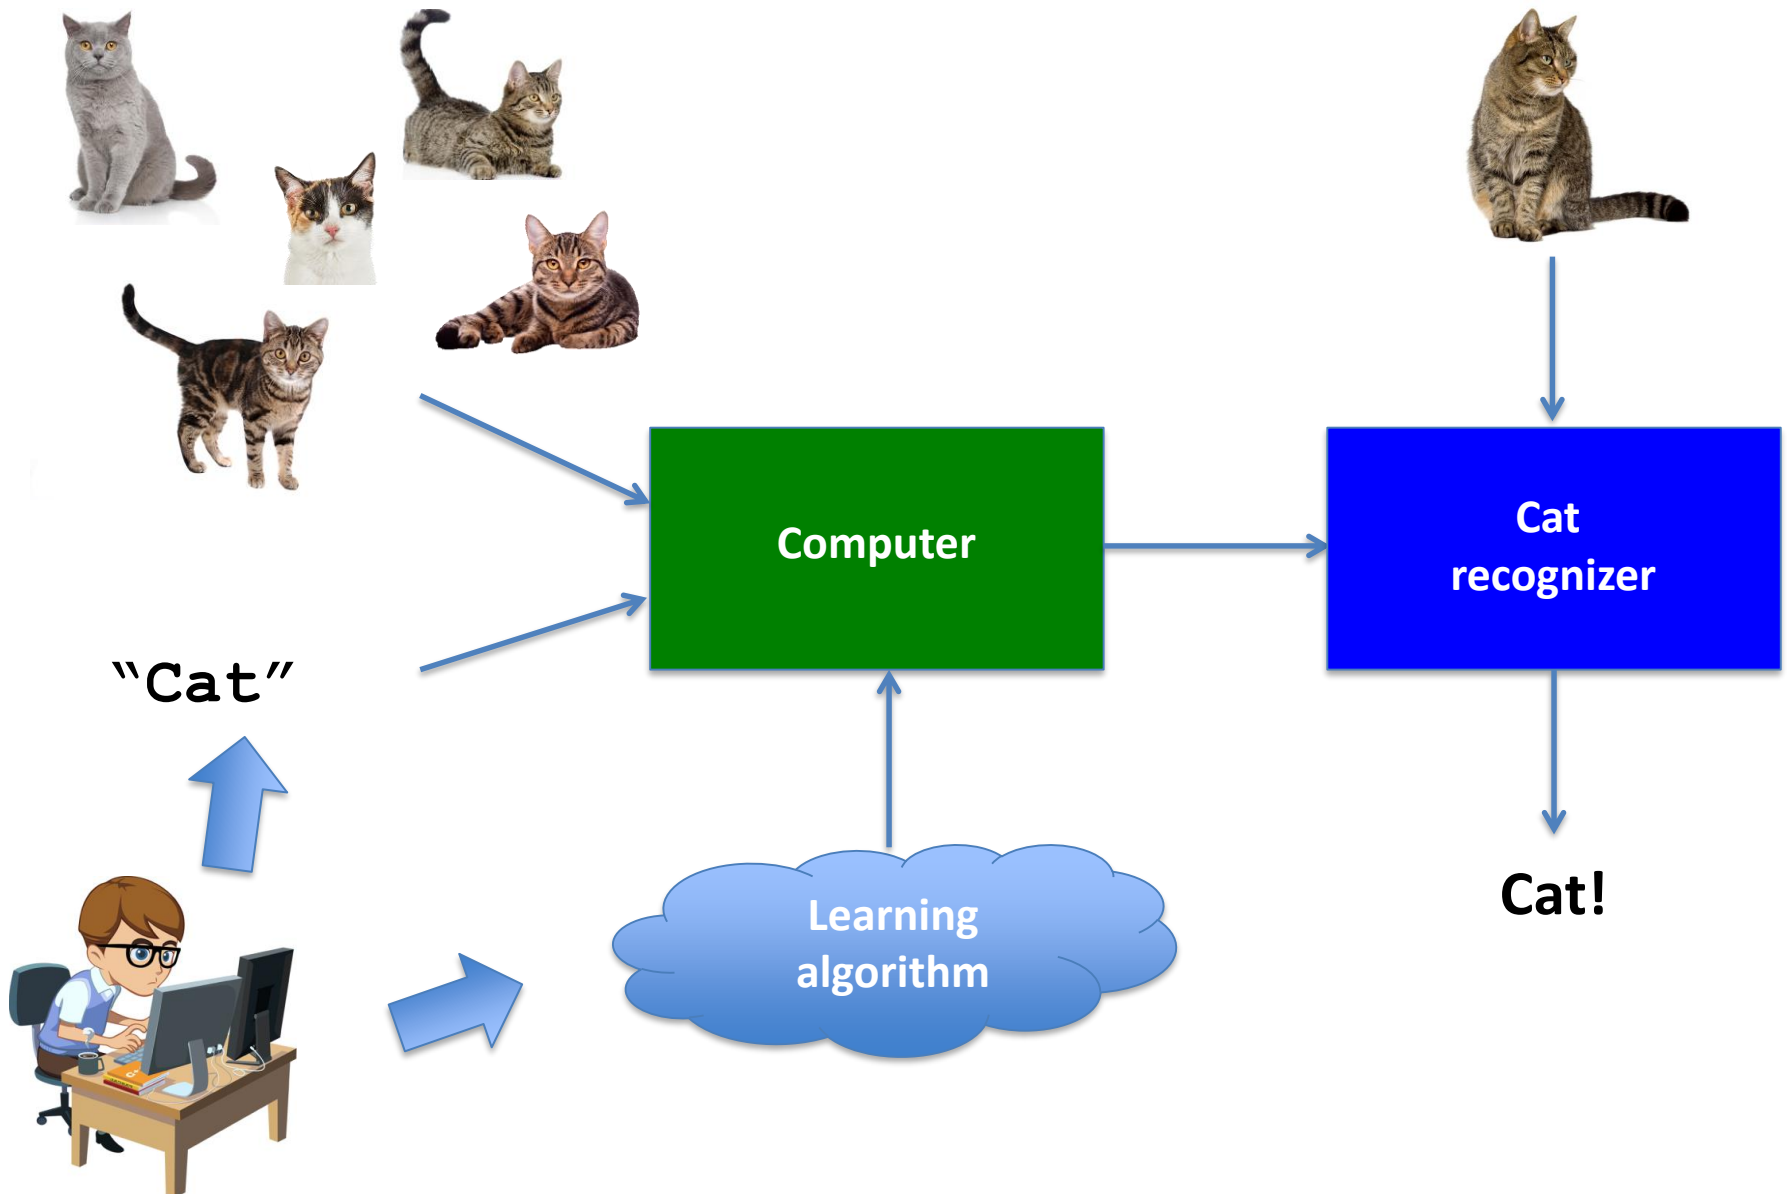 Computer
Cat
recognizer
“Cat”
Learning
algorithm
Cat!